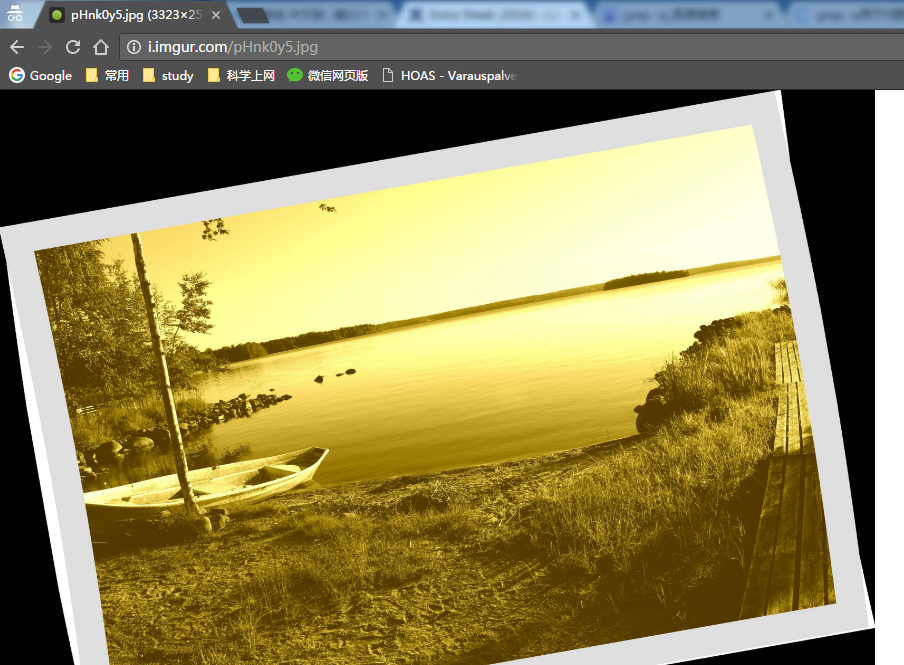 pHnk0y5.jpg (3323×25
i.imgur.com/pHnk0y5.jpg
Google 常用 study 科学上网 微信网页版 HOAS - Varauspalve